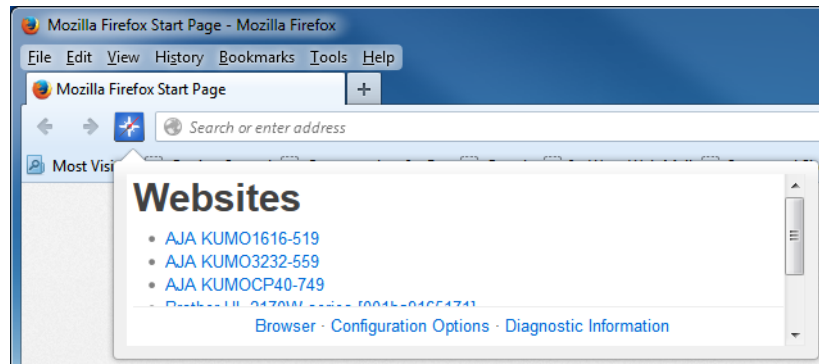 Mozilla Firefox Start Page - Mozilla Firefox
File Edit View History Bookmarks Tools Help
Mozilla Firefox Start Page
Search or enter address
Most Visi
Websites
AJA KUMO1616-519
AJA KUMO3232-559
AJA KUMOCP40-749
Browser · Configuration Options · Diagnostic Information